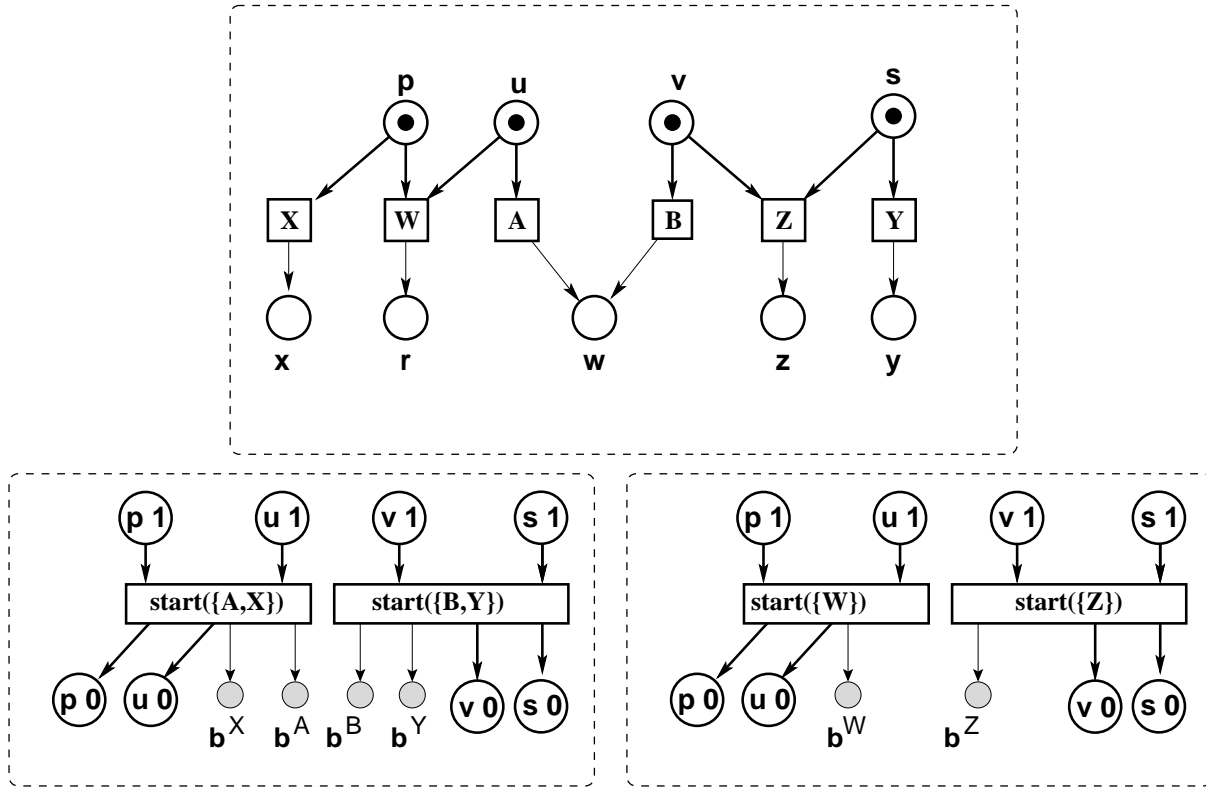 p u v s
X W A B Z Y
x r w z y
p 1 u 1 v 1 s 1
start({A,X}) start({B,Y})
p 0 u 0 v 0 s 0
b^X b^A b^B b^Y
p 1 u 1 v 1 s 1
start({W}) start({Z})
p 0 u 0 v 0 s 0
b^W b^Z